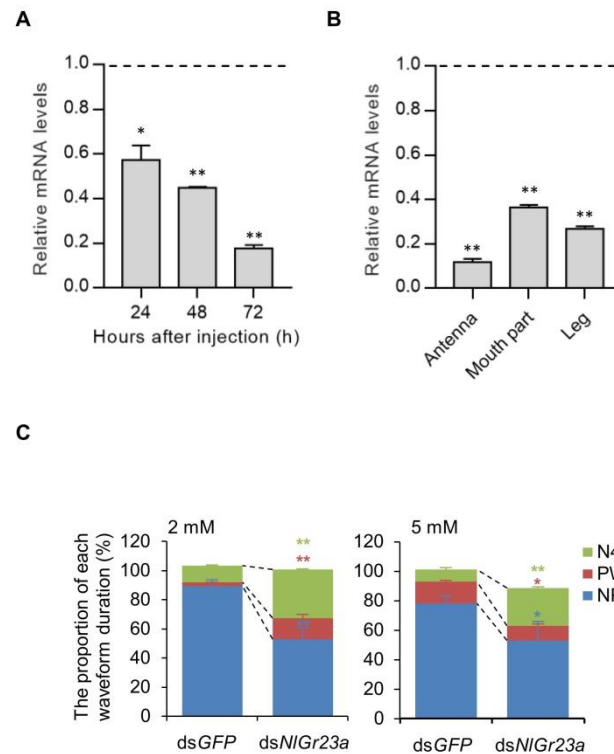 A
Relative mRNA levels
1.0
0.8
0.6
0.4
0.2
0.0
*
**
**
24 48 72
Hours after injection (h)
B
Relative mRNA levels
1.0
0.8
0.6
0.4
0.2
0.0
**
**
**
Antenna
Mouth part
Leg
C
The proportion of each
waveform duration (%)
2 mM
120
100
80
60
40
20
0
**
**
dsGFP dsNlGr23a
5 mM
120
100
80
60
40
20
0
**
*
*
dsGFP dsNlGr23a
N4